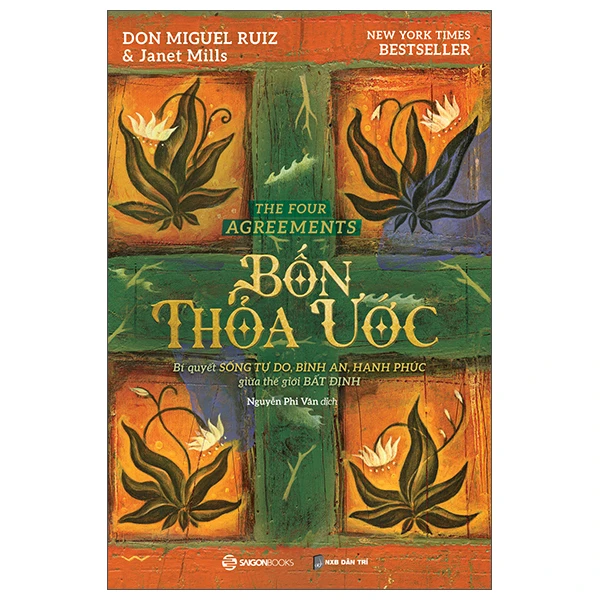 DON MIGUEL RUIZ
& Janet Mills
NEW YORK TIMES
BESTSELLER
THE FOUR
AGREEMENTS
BỐN
THỎA ƯỚC
Bí quyết SỐNG TỰ DO, BÌNH AN, HẠNH PHÚC
giữa thế giới BẤT ĐỊNH
Nguyễn Phi Vân dịch
SAIGONBOOKS
NXB DÂN TRÍ